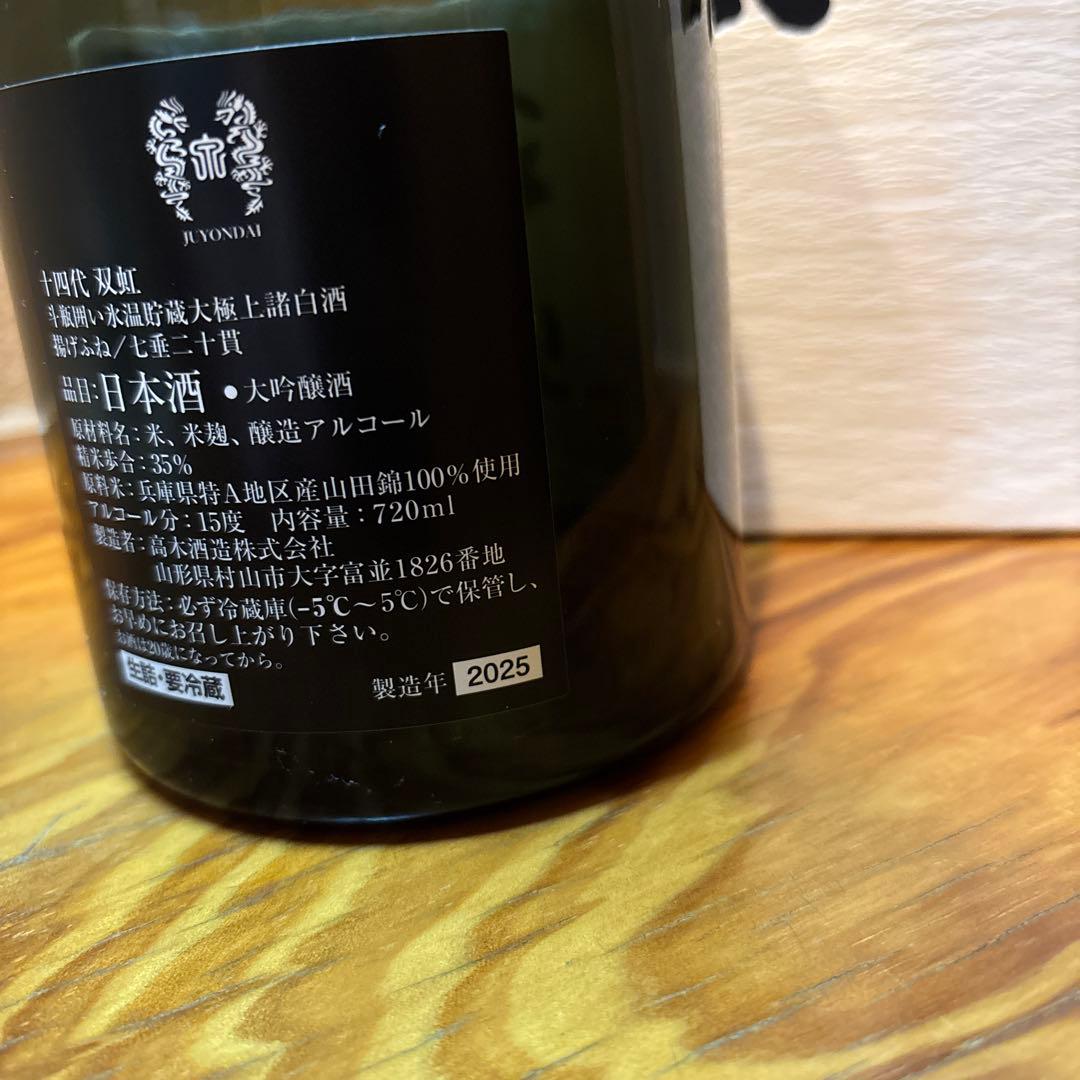 JUYONDAI
十四代 双虹
斗瓶囲い氷温貯蔵大極上諸白酒
揚げふね/七垂二十貫
品目:日本酒 ●大吟醸酒
原材料名:米、米麹、醸造アルコール
精米歩合:35%
原料米:兵庫県特A地区産山田錦100%使用
アルコール分:15度 内容量:720ml
製造者:高木酒造株式会社
山形県村山市大字富並1826番地
保存方法:必ず冷蔵庫(-5℃〜5℃)で保管し、
お早めにお召し上がり下さい。
お酒は20歳になってから。
生詰・要冷蔵
製造年 2025